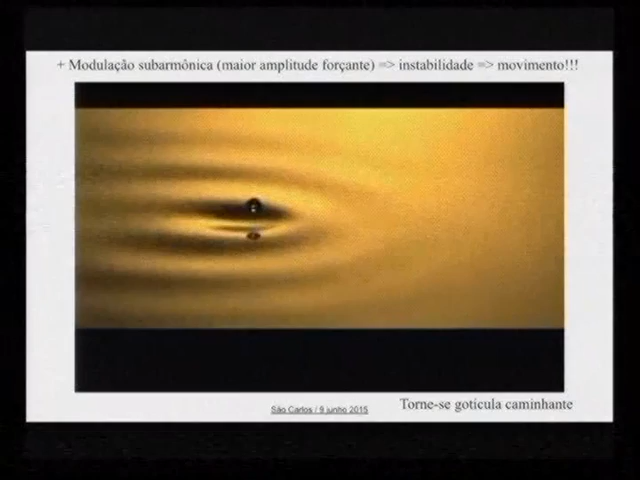 + Modulação subarmônica (maior amplitude forçante) => instabilidade => movimento!!!
São Carlos / 9 junho 2015
Torne-se gotícula caminhante